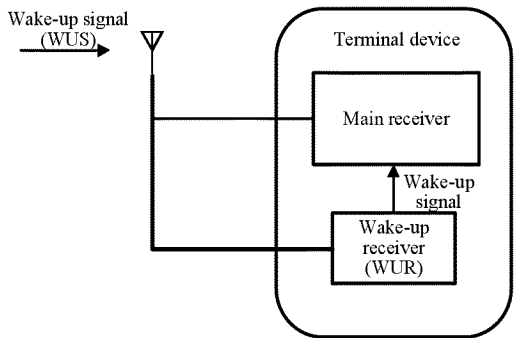 Wake-up signal
(WUS)
Terminal device
Main receiver
Wake-up
signal
Wake-up
receiver
(WUR)